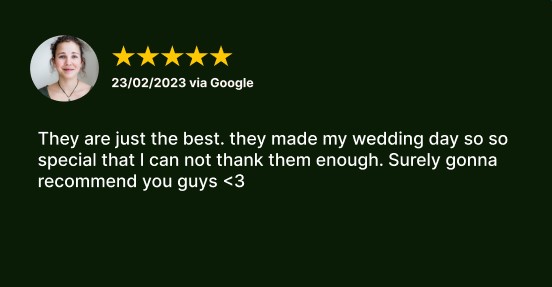 23/02/2023 via Google
They are just the best. they made my wedding day so so
special that I can not thank them enough. Surely gonna
recommend you guys <3